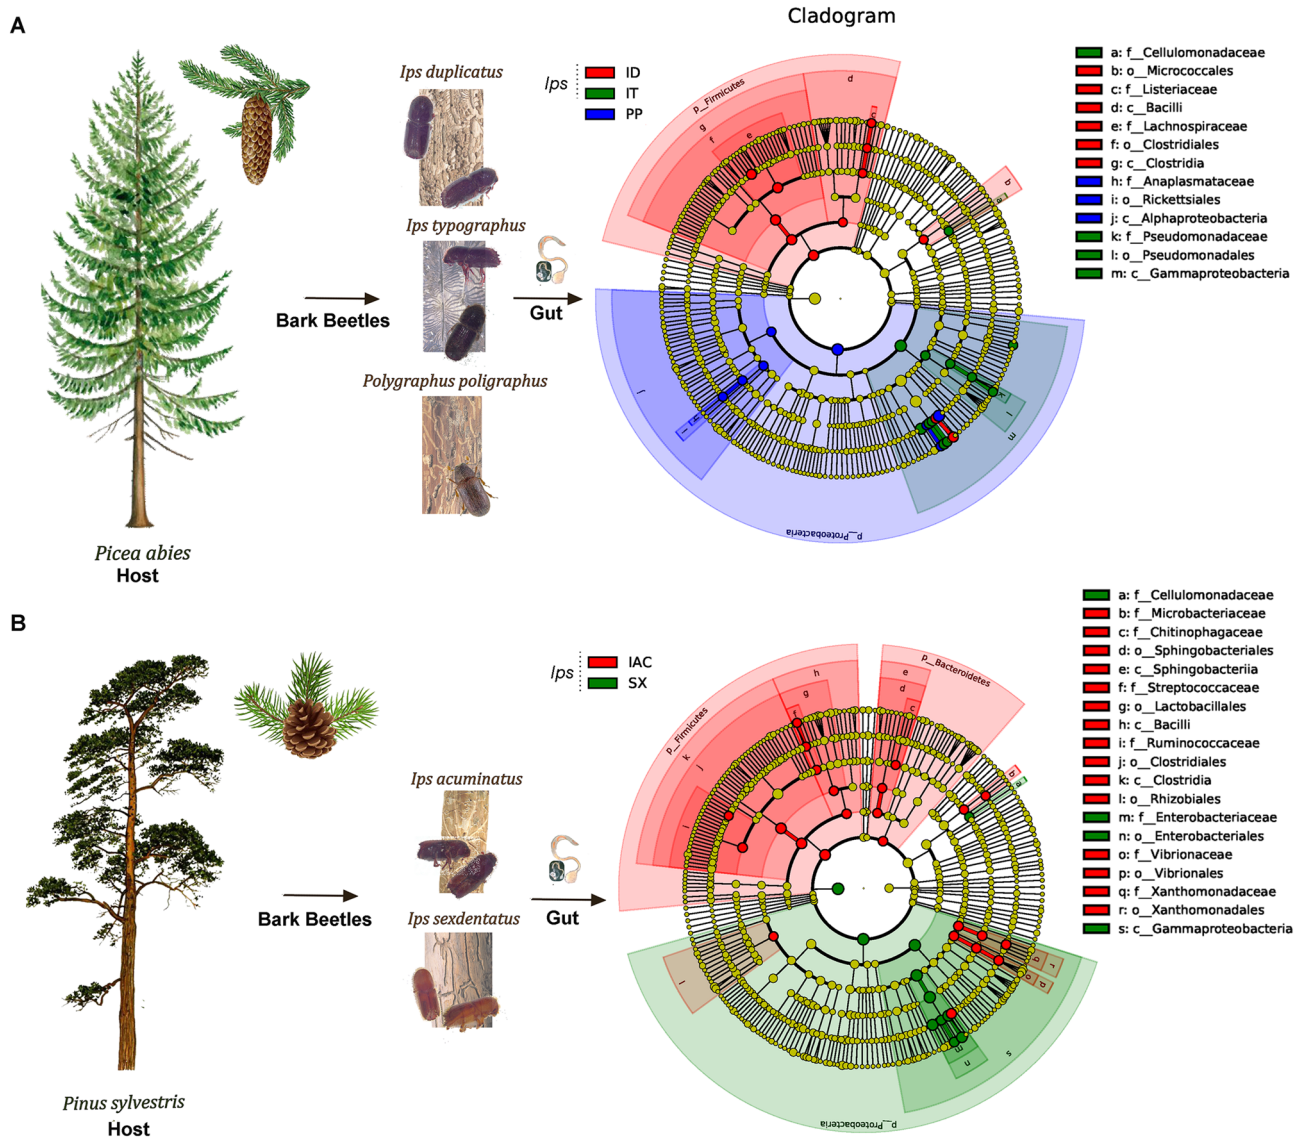 A
Ips duplicatus
Ips typographus
Polygraphus poligraphus
Picea abies
Host
Bark Beetles
Gut
Cladogram
Ips
ID
IT
PP
p__Firmicutes
d
c
g
f
e
b
a
j
i
h
k
l
m
p__Proteobacteria
a: f__Cellulomonadaceae
b: o__Micrococcales
c: f__Listeriaceae
d: c__Bacilli
e: f__Lachnospiraceae
f: o__Clostridiales
g: c__Clostridia
h: f__Anaplasmataceae
i: o__Rickettsiales
j: c__Alphaproteobacteria
k: f__Pseudomonadaceae
l: o__Pseudomonadales
m: c__Gammaproteobacteria
B
Ips acuminatus
Ips sexdentatus
Pinus sylvestris
Host
Bark Beetles
Gut
Ips
IAC
SX
p__Firmicutes
h
g
f
k
j
i
p__Bacteroidetes
e
d
c
b
a
l
r
q
p
o
m
n
s
p__Proteobacteria
a: f__Cellulomonadaceae
b: f__Microbacteriaceae
c: f__Chitinophagaceae
d: o__Sphingobacteriales
e: c__Sphingobacteriia
f: f__Streptococcaceae
g: o__Lactobacillales
h: c__Bacilli
i: f__Ruminococcaceae
j: o__Clostridiales
k: c__Clostridia
l: o__Rhizobiales
m: f__Enterobacteriaceae
n: o__Enterobacteriales
o: f__Vibrionaceae
p: o__Vibrionales
q: f__Xanthomonadaceae
r: o__Xanthomonadales
s: c__Gammaproteobacteria